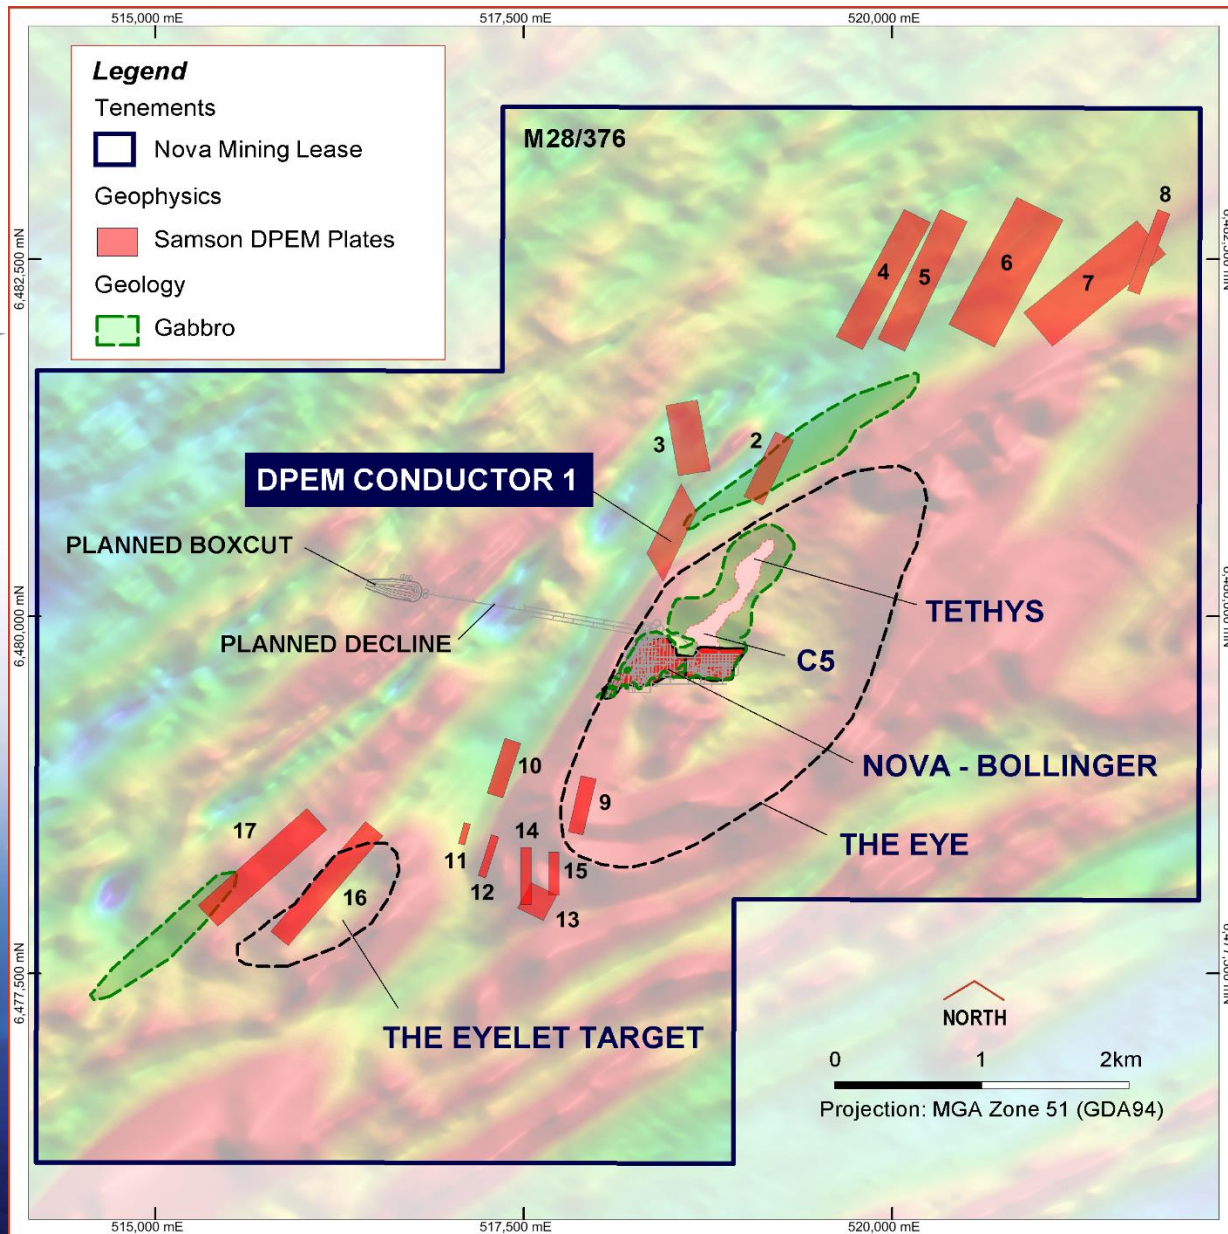 515,000 mE
517,500 mE
520,000 mE
Legend
Tenements
Nova Mining Lease
Geophysics
Samson DPEM Plates
Geology
Gabbro
M28/376
8
6,482,500 mN
4
5
6
7
3
2
DPEM CONDUCTOR 1
PLANNED BOXCUT
TETHYS
6,480,000 mN
PLANNED DECLINE
C5
NOVA - BOLLINGER
10
9
THE EYE
17
14
11
15
12
16
13
6,477,500 mN
NORTH
THE EYELET TARGET
0 1 2km
Projection: MGA Zone 51 (GDA94)
515,000 mE
517,500 mE
520,000 mE